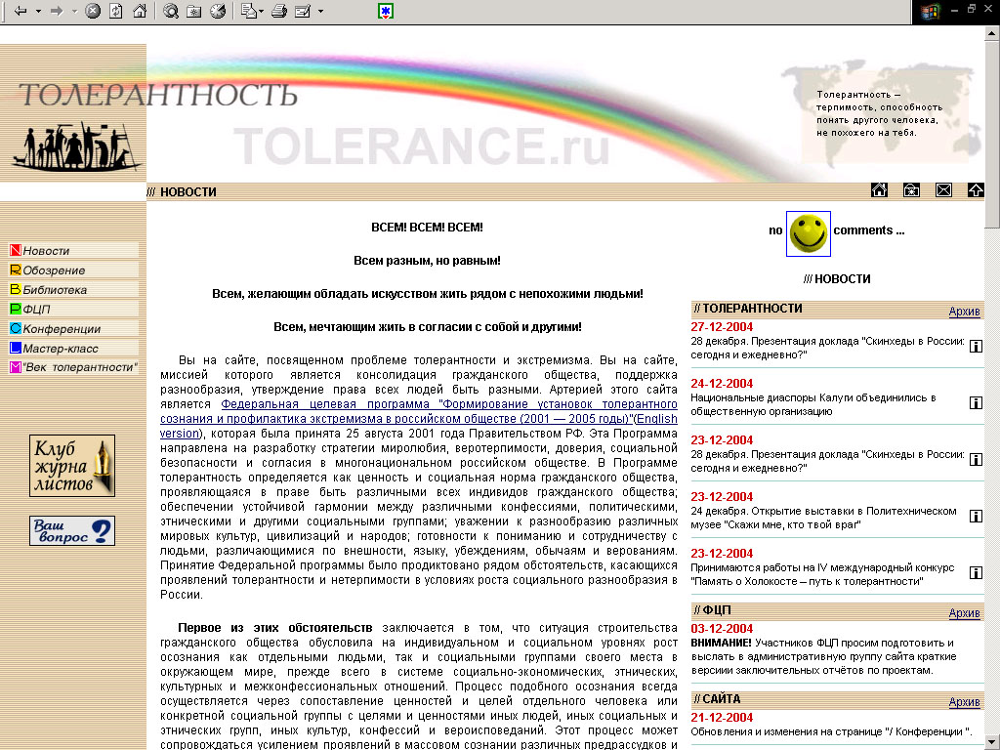 ТОЛЕРАНТНОСТЬ
TOLERANCE.ru
Толерантность –
терпимость, способность
понять другого человека,
не похожего на тебя.
/// НОВОСТИ
Новости
Обозрение
Библиотека
ФЦП
Конференции
Мастер-класс
"Век толерантности"
Клуб
журна
листов
Ваш
вопрос ?
ВСЕМ! ВСЕМ! ВСЕМ!
Всем разным, но равным!
Всем, желающим обладать искусством жить рядом с непохожими людьми!
Всем, мечтающим жить в согласии с собой и другими!
Вы на сайте, посвященном проблеме толерантности и экстремизма. Вы на сайте,
миссией которого является консолидация гражданского общества, поддержка
разнообразия, утверждение права всех людей быть разными. Артерией этого сайта
является Федеральная целевая программа "Формирование установок толерантного
сознания и профилактика экстремизма в российском обществе (2001 — 2005 годы)"(English
version), которая была принята 25 августа 2001 года Правительством РФ. Эта Программа
направлена на разработку стратегии миролюбия, веротерпимости, доверия, социальной
безопасности и согласия в многонациональном российском обществе. В Программе
толерантность определяется как ценность и социальная норма гражданского общества,
проявляющаяся в праве быть различными всех индивидов гражданского общества;
обеспечении устойчивой гармонии между различными конфессиями, политическими,
этническими и другими социальными группами; уважении к разнообразию различных
мировых культур, цивилизаций и народов; готовности к пониманию и сотрудничеству с
людьми, различающимися по внешности, языку, убеждениям, обычаям и верованиям.
Принятие Федеральной программы было продиктовано рядом обстоятельств, касающихся
проявлений толерантности и нетерпимости в условиях роста социального разнообразия в
России.
Первое из этих обстоятельств заключается в том, что ситуация строительства
гражданского общества обусловила на индивидуальном и социальном уровнях рост
осознания как отдельными людьми, так и социальными группами своего места в
окружающем мире, прежде всего в системе социально-экономических, этнических,
культурных и межконфессиональных отношений. Процесс подобного осознания всегда
осуществляется через сопоставление ценностей и целей отдельного человека или
конкретной социальной группы с целями и ценностями иных людей, иных социальных и
этнических групп, иных культур, конфессий и вероисповеданий. Этот процесс может
сопровождаться усилением проявлений в массовом сознании различных предрассудков и
no comments ...
/// НОВОСТИ
// ТОЛЕРАНТНОСТИ Архив
27-12-2004
28 декабря. Презентация доклада "Скинхеды в России:
сегодня и ежедневно?"
24-12-2004
Национальные диаспоры Калуги объединились в
общественную организацию
23-12-2004
28 декабря. Презентация доклада "Скинхеды в России:
сегодня и ежедневно?"
23-12-2004
24 декабря. Открытие выставки в Политехническом
музее "Скажи мне, кто твой враг"
23-12-2004
Принимаются работы на IV международный конкурс
"Память о Холокосте – путь к толерантности"
// ФЦП Архив
03-12-2004
ВНИМАНИЕ! Участников ФЦП просим подготовить и
выслать в административную группу сайта краткие
версиии заключительных отчётов по проектам.
// САЙТА Архив
21-12-2004
Обновления и изменения на странице "/ Конференции ".